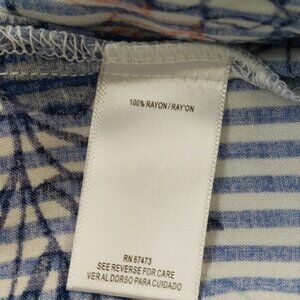 100% RAYON / RAY'ON
RN 67473
SEE REVERSE FOR CARE
VER AL DORSO PARA CUIDADO